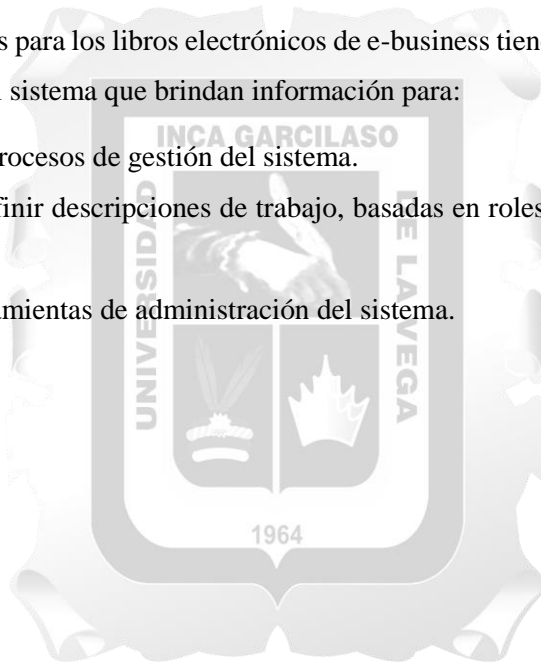 s para los libros electrónicos de e-business tien
l sistema que brindan información para:
INCA GARCILASO
rocesos de gestión del sistema.
finir descripciones de trabajo, basadas en roles
UNIVERSIDAD
DE LA VEGA
amientas de administración del sistema.
1964